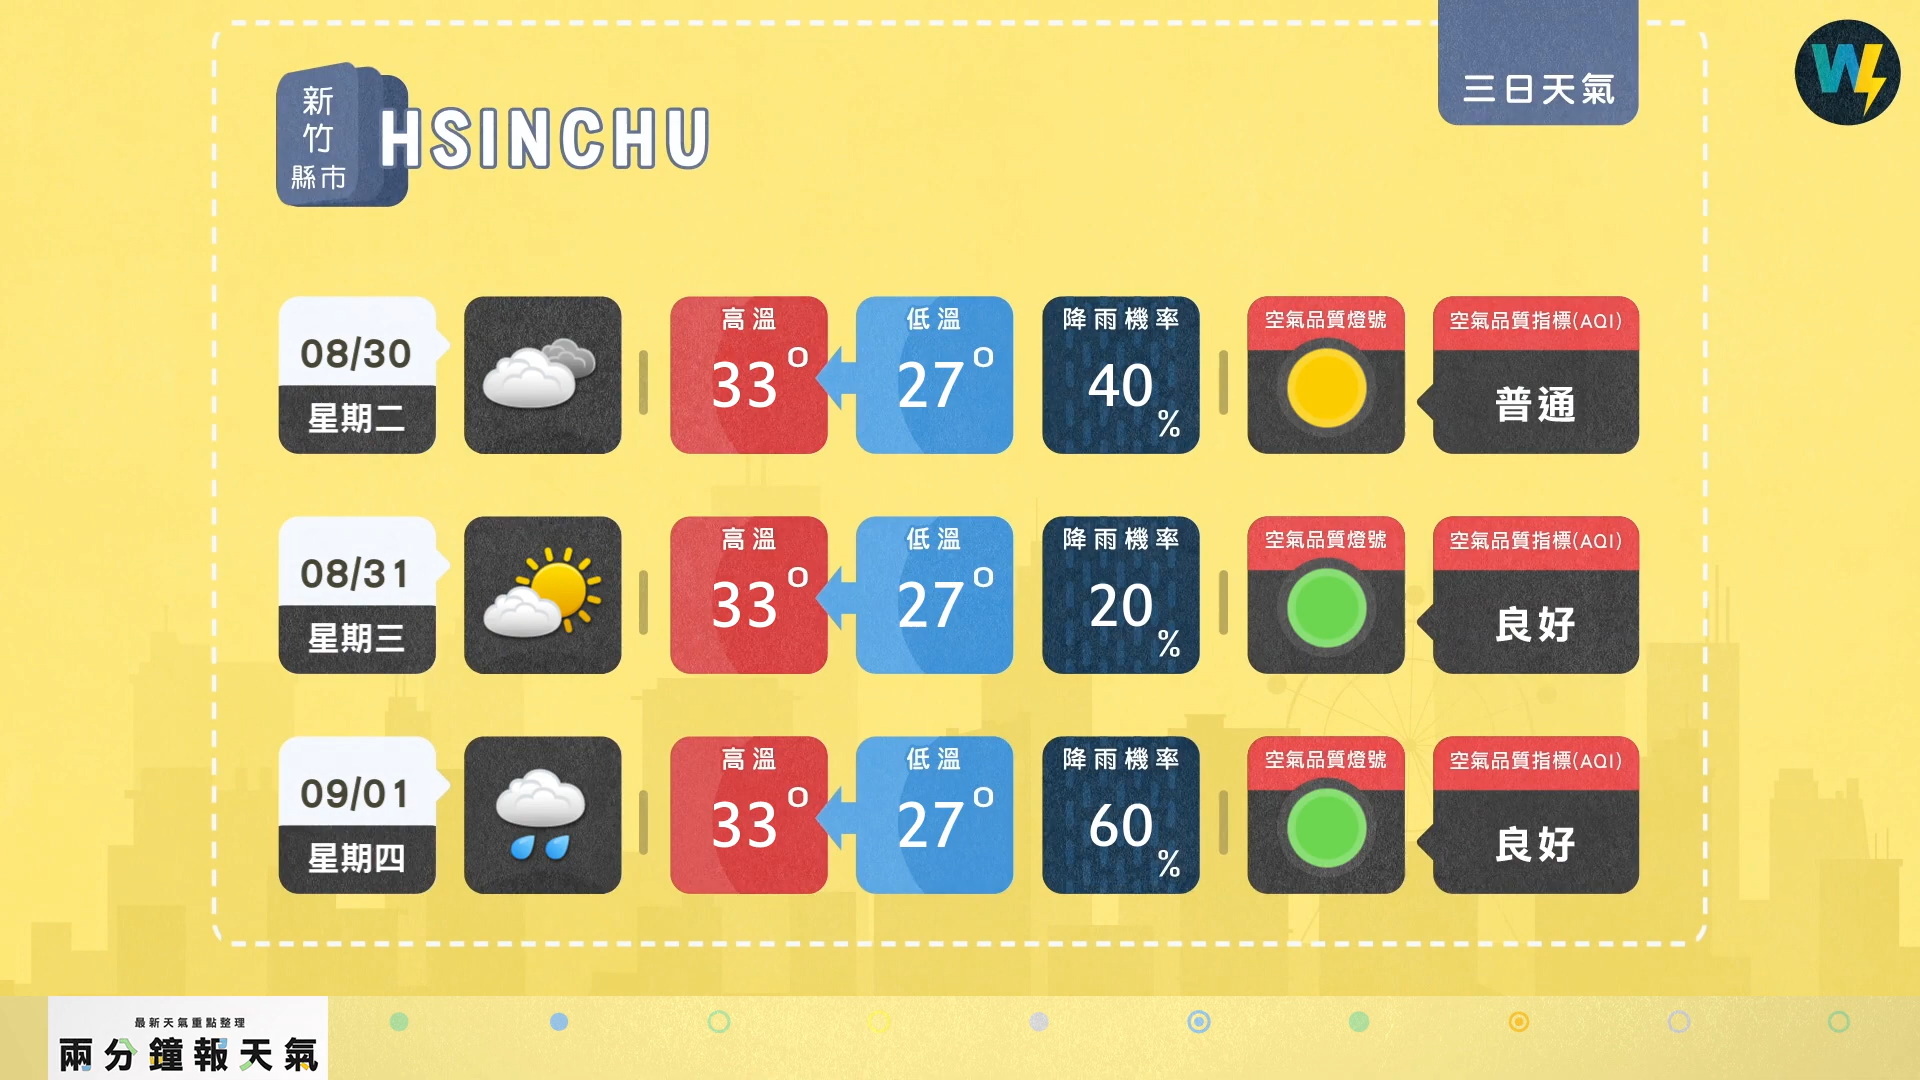 新
竹
縣市
HSINCHU
三日天氣
W
08/30
星期二
高溫
33°
低溫
27°
降雨機率
40%
空氣品質燈號
空氣品質指標(AQI)
普通
08/31
星期三
高溫
33°
低溫
27°
降雨機率
20%
空氣品質燈號
空氣品質指標(AQI)
良好
09/01
星期四
高溫
33°
低溫
27°
降雨機率
60%
空氣品質燈號
空氣品質指標(AQI)
良好
最新天氣重點整理
兩分鐘報天氣